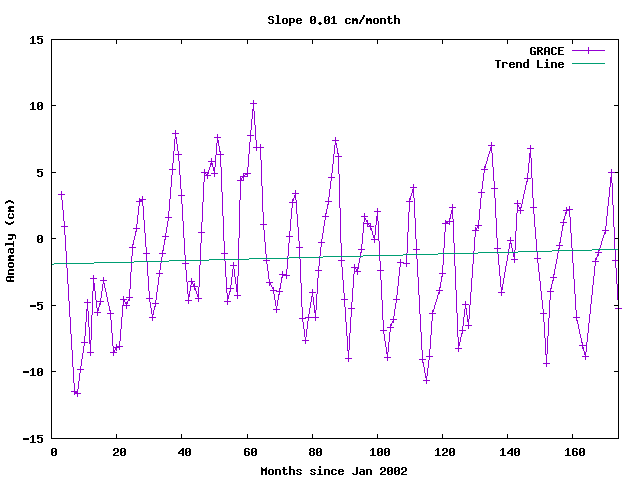 Slope 0.01 cm/month
GRACE
Trend Line
15
10
5
0
-5
-10
-15
Anomaly (cm)
0 20 40 60 80 100 120 140 160
Months since Jan 2002